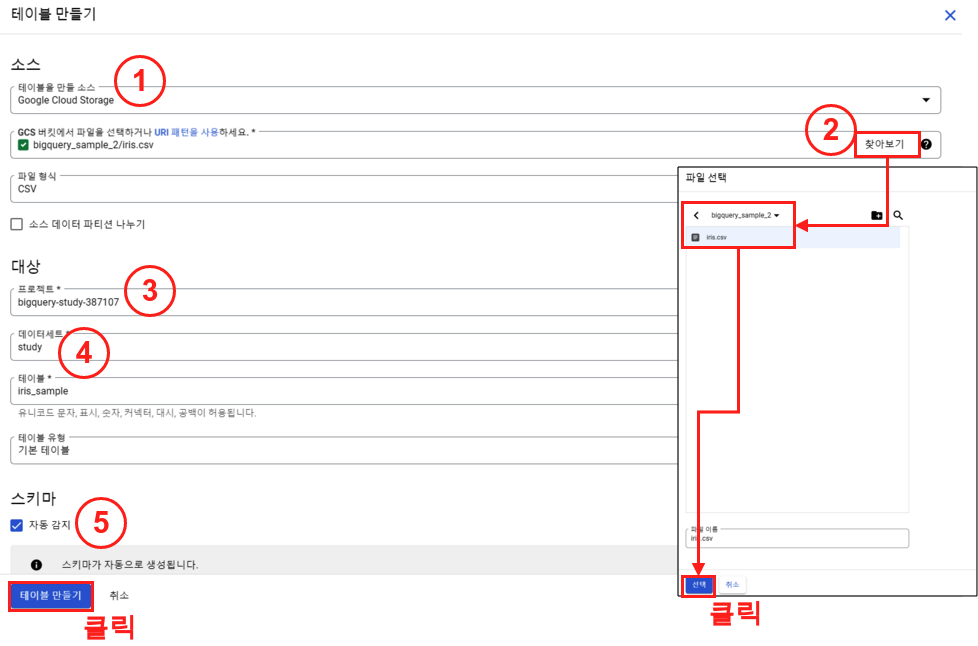 테이블 만들기
소스
①
테이블을 만들 소스
Google Cloud Storage
GCS 버킷에서 파일을 선택하거나 URI 패턴을 사용하세요. *
bigquery_sample_2/iris.csv
②
찾아보기
파일 형식
CSV
소스 데이터 파티션 나누기
대상
③
프로젝트 *
bigquery-study-387107
④
데이터세트 *
study
테이블 *
iris_sample
유니코드 문자, 표시, 숫자, 커넥터, 대시, 공백이 허용됩니다.
테이블 유형
기본 테이블
스키마
⑤
자동 감지
스키마가 자동으로 생성됩니다.
테이블 만들기
취소
클릭
파일 선택
bigquery_sample_2
iris.csv
파일 이름
iris.csv
선택
취소
클릭